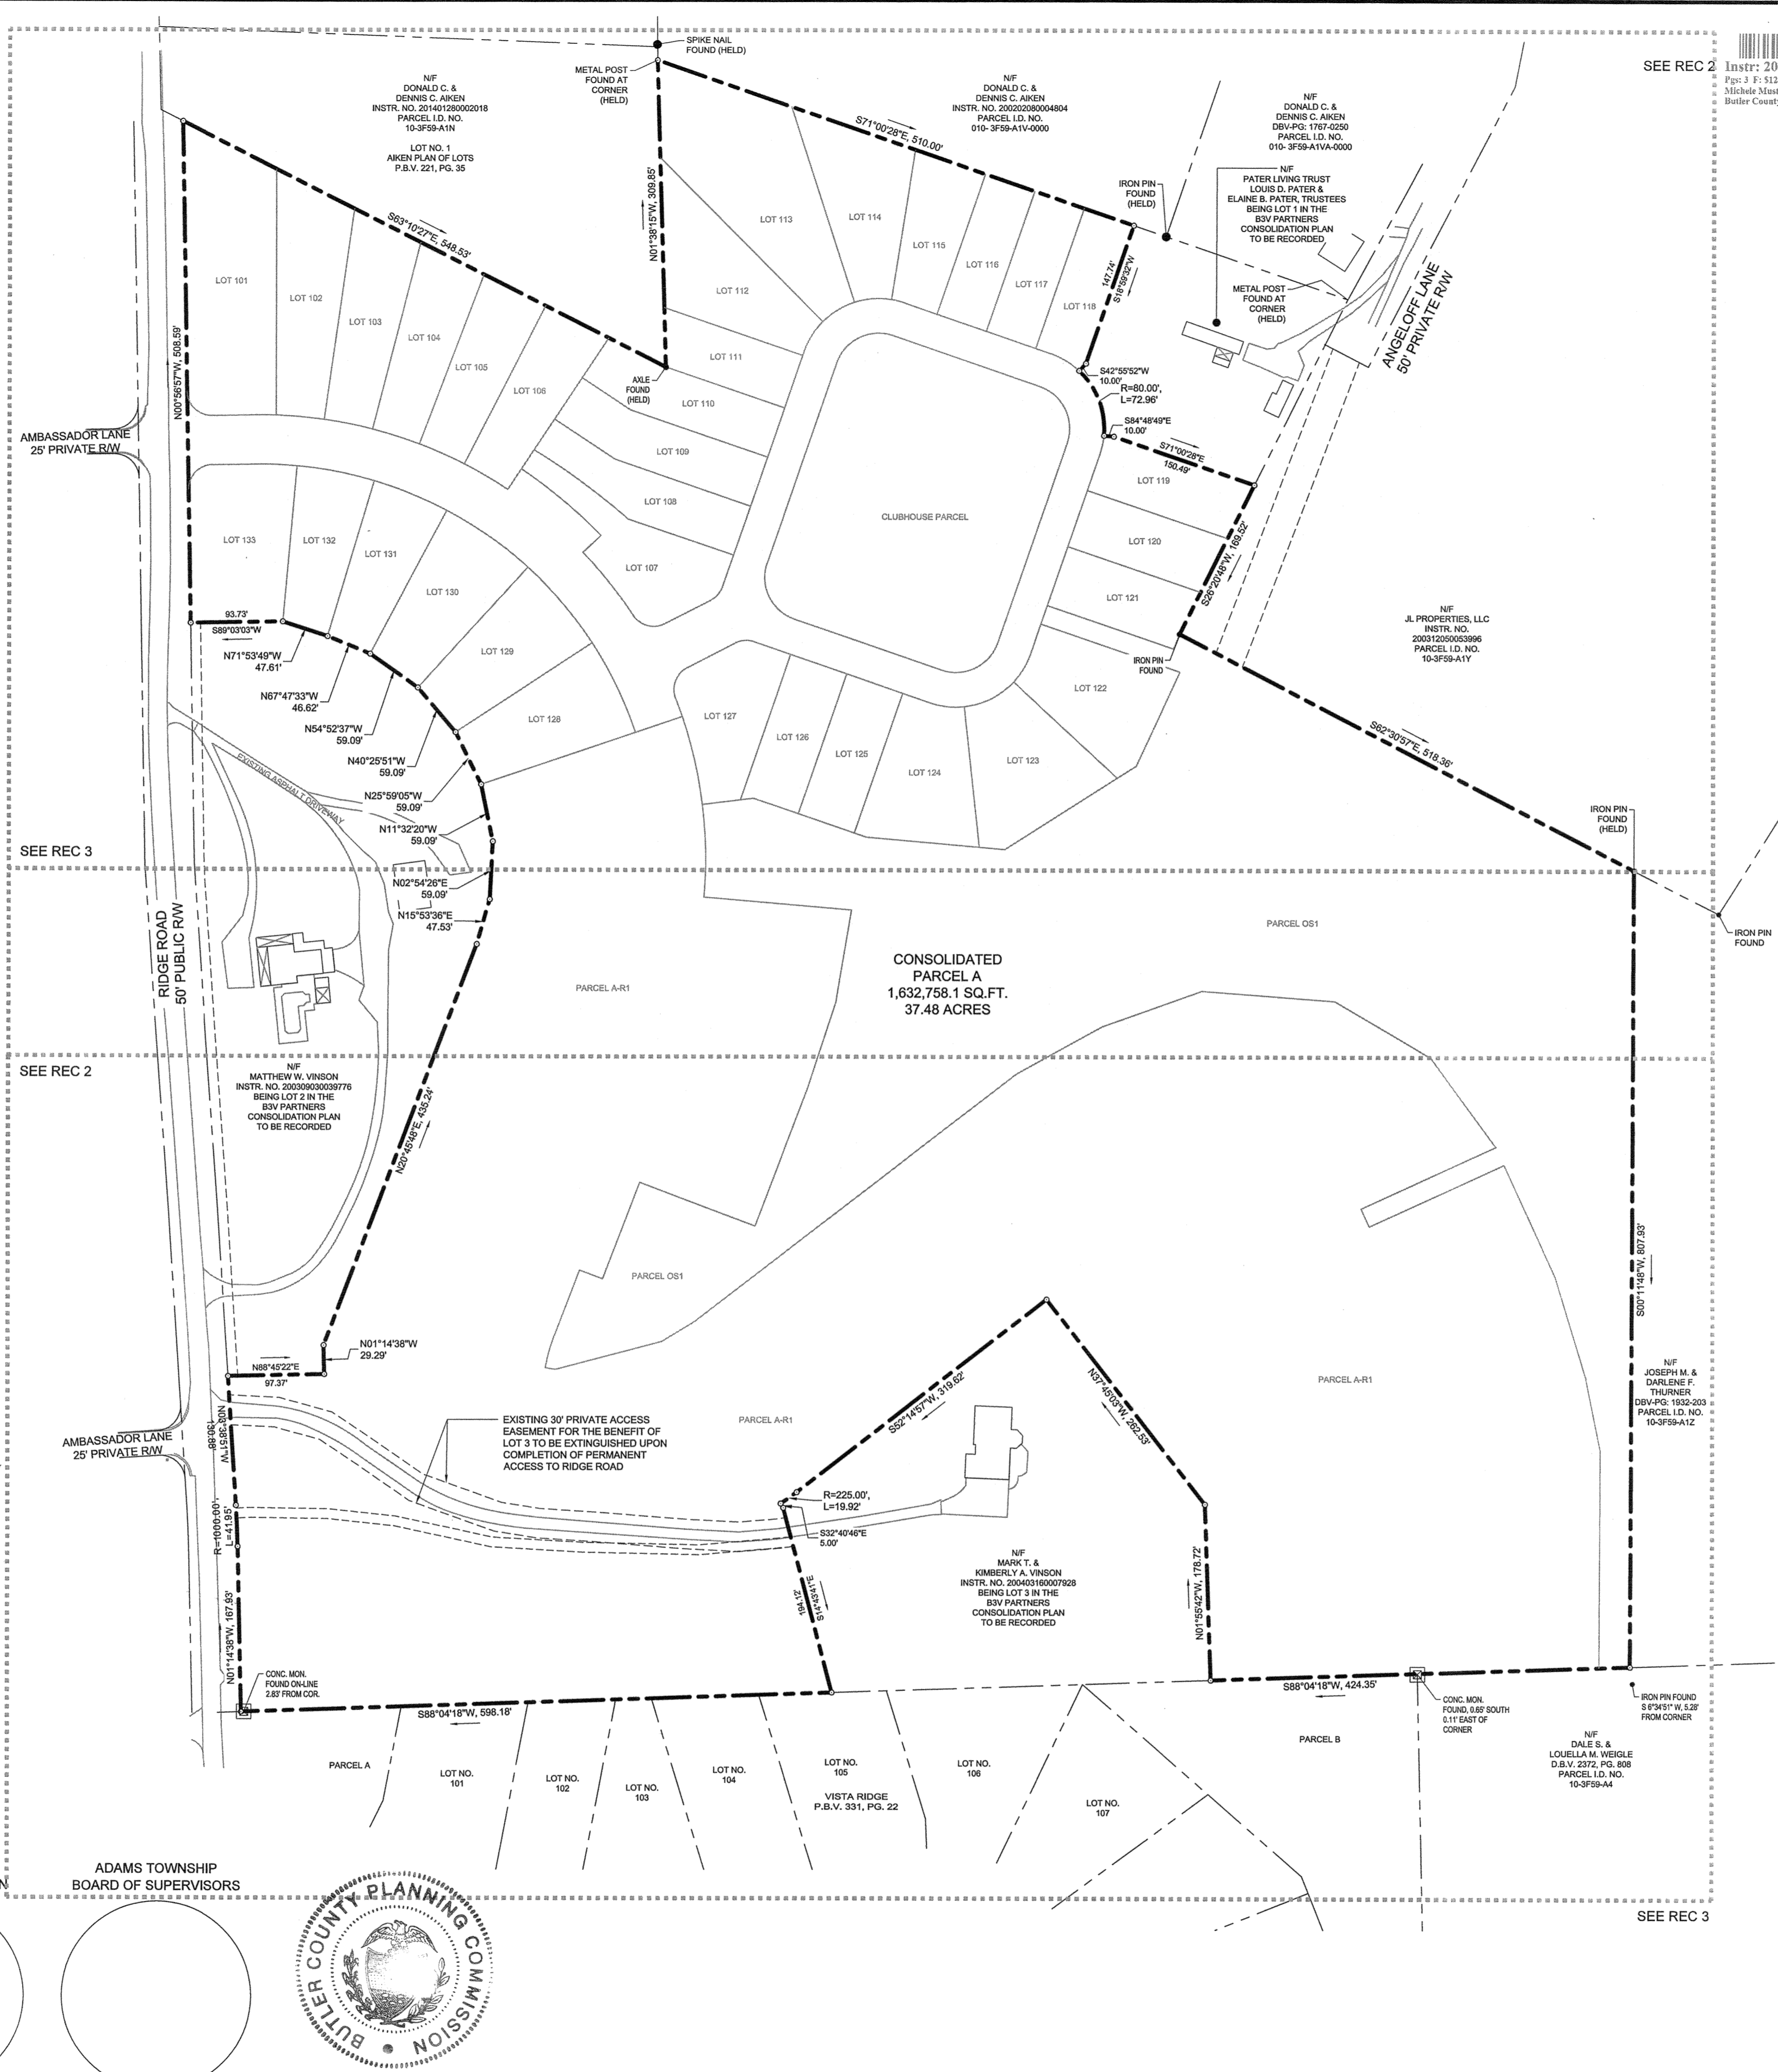 SPIKE NAIL
FOUND (HELD)
SEE REC 2
Instr: 20
Pgs: 3 F: 512
Michele Must
Butler County
METAL POST
FOUND AT
CORNER
(HELD)
N/F
DONALD C. &
DENNIS C. AIKEN
INSTR. NO. 201401280002018
PARCEL I.D. NO.
10-3F59-A1N
LOT NO. 1
AIKEN PLAN OF LOTS
P.B.V. 221, PG. 35
N/F
DONALD C. &
DENNIS C. AIKEN
INSTR. NO. 200202080004804
PARCEL I.D. NO.
010- 3F59-A1V-0000
N/F
DONALD C. &
DENNIS C. AIKEN
DBV-PG: 1767-0250
PARCEL I.D. NO.
010- 3F59-A1VA-0000
S71°00'28"E, 510.00'
N/F
PATER LIVING TRUST
LOUIS D. PATER &
ELAINE B. PATER, TRUSTEES
BEING LOT 1 IN THE
B3V PARTNERS
CONSOLIDATION PLAN
TO BE RECORDED
IRON PIN
FOUND
(HELD)
N01°38'15"W, 309.85'
S63°10'27"E, 548.53'
LOT 113
LOT 114
LOT 115
LOT 116
LOT 117
LOT 118
147.74'
S18°59'32"W
METAL POST
FOUND AT
CORNER
(HELD)
ANGELOFF LANE
50' PRIVATE R/W
LOT 101
LOT 102
LOT 103
LOT 104
LOT 105
LOT 106
LOT 112
LOT 111
LOT 110
AXLE
FOUND
(HELD)
N00°56'57"W, 508.59'
S42°55'52"W
10.00'
R=80.00',
L=72.96'
S84°48'49"E
10.00'
S71°00'28"E
150.49'
AMBASSADOR LANE
25' PRIVATE R/W
LOT 109
LOT 108
LOT 107
CLUBHOUSE PARCEL
LOT 119
LOT 120
LOT 121
S26°20'48"W, 169.52'
LOT 133
LOT 132
LOT 131
LOT 130
LOT 129
LOT 128
N/F
JL PROPERTIES, LLC
INSTR. NO.
200312050053996
PARCEL I.D. NO.
10-3F59-A1Y
93.73'
S89°03'03"W
N71°53'49"W
47.61'
N67°47'33"W
46.62'
N54°52'37"W
59.09'
N40°25'51"W
59.09'
N25°59'05"W
59.09'
N11°32'20"W
59.09'
N02°54'26"E
59.09'
N15°53'36"E
47.53'
IRON PIN
FOUND
LOT 122
LOT 127
LOT 126
LOT 125
LOT 124
LOT 123
S62°30'57"E, 518.36'
EXISTING ASPHALT DRIVEWAY
IRON PIN
FOUND
(HELD)
SEE REC 3
RIDGE ROAD
50' PUBLIC R/W
PARCEL OS1
IRON PIN
FOUND
CONSOLIDATED
PARCEL A
1,632,758.1 SQ.FT.
37.48 ACRES
PARCEL A-R1
SEE REC 2
N/F
MATTHEW W. VINSON
INSTR. NO. 200309030039776
BEING LOT 2 IN THE
B3V PARTNERS
CONSOLIDATION PLAN
TO BE RECORDED
N20°45'48"E, 435.24'
S00°11'48"W, 807.93'
PARCEL OS1
N01°14'38"W
29.29'
N88°45'22"E
97.37'
N/F
JOSEPH M. &
DARLENE F.
THURNER
DBV-PG: 1932-203
PARCEL I.D. NO.
10-3F59-A1Z
PARCEL A-R1
PARCEL A-R1
S52°14'57"W, 319.62'
N37°45'03"W, 262.53'
EXISTING 30' PRIVATE ACCESS
EASEMENT FOR THE BENEFIT OF
LOT 3 TO BE EXTINGUISHED UPON
COMPLETION OF PERMANENT
ACCESS TO RIDGE ROAD
N03°38'51"W
130.88'
AMBASSADOR LANE
25' PRIVATE R/W
R=1000.00',
L=41.95'
R=225.00',
L=19.92'
S32°40'46"E
5.00'
N/F
MARK T. &
KIMBERLY A. VINSON
INSTR. NO. 200403160007928
BEING LOT 3 IN THE
B3V PARTNERS
CONSOLIDATION PLAN
TO BE RECORDED
194.12'
S14°43'41"E
N01°55'42"W, 178.72'
N01°14'38"W, 167.93'
CONC. MON.
FOUND ON-LINE
2.83' FROM COR.
S88°04'18"W, 598.18'
S88°04'18"W, 424.35'
CONC. MON.
FOUND, 0.65' SOUTH
0.11' EAST OF
CORNER
IRON PIN FOUND
S 6°34'51" W, 5.28'
FROM CORNER
PARCEL A
LOT NO.
101
LOT NO.
102
LOT NO.
103
LOT NO.
104
LOT NO.
105
LOT NO.
106
LOT NO.
107
PARCEL B
VISTA RIDGE
P.B.V. 331, PG. 22
N/F
DALE S. &
LOUELLA M. WEIGLE
D.B.V. 2372, PG. 808
PARCEL I.D. NO.
10-3F59-A4
ADAMS TOWNSHIP
BOARD OF SUPERVISORS
N
BUTLER COUNTY PLANNING COMMISSION
SEE REC 3